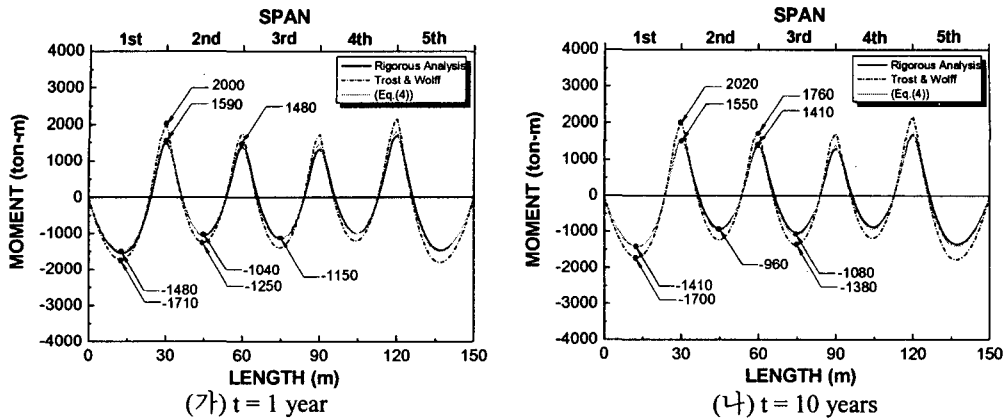 SPAN
1st 2nd 3rd 4th 5th
4000
3000
2000
1000
0
-1000
-2000
-3000
-4000
MOMENT (ton-m)
Rigorous Analysis
Trost & Wolff
(Eq.(4))
2000
1590
1480
-1040
-1250
-1150
-1480
-1710
0 30 60 90 120 150
LENGTH (m)
(가) t = 1 year
SPAN
1st 2nd 3rd 4th 5th
4000
3000
2000
1000
0
-1000
-2000
-3000
-4000
MOMENT (ton-m)
Rigorous Analysis
Trost & Wolff
(Eq.(4))
2020
1550
1760
1410
-960
-1080
-1380
-1410
-1700
0 30 60 90 120 150
LENGTH (m)
(나) t = 10 years